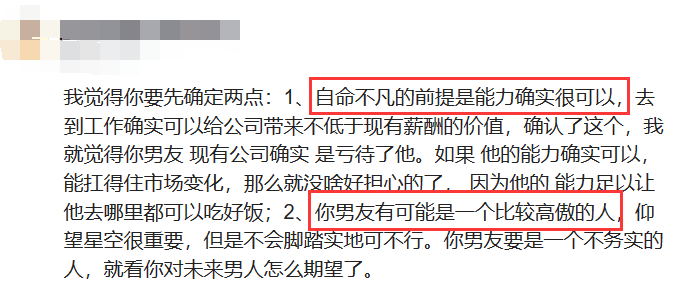 我觉得你要先确定两点：1、自命不凡的前提是能力确实很可以，去
到工作确实可以给公司带来不低于现有薪酬的价值，确认了这个，我
就觉得你男友 现有公司确实 是亏待了他。如果 他的能力确实可以，
能扛得住市场变化，那么就没啥好担心的了， 因为他的 能力足以让
他去哪里都可以吃好饭；2、你男友有可能是一个比较高傲的人，仰
望星空很重要，但是不会脚踏实地可不行。你男友要是一个不务实的
人，就看你对未来男人怎么期望了。